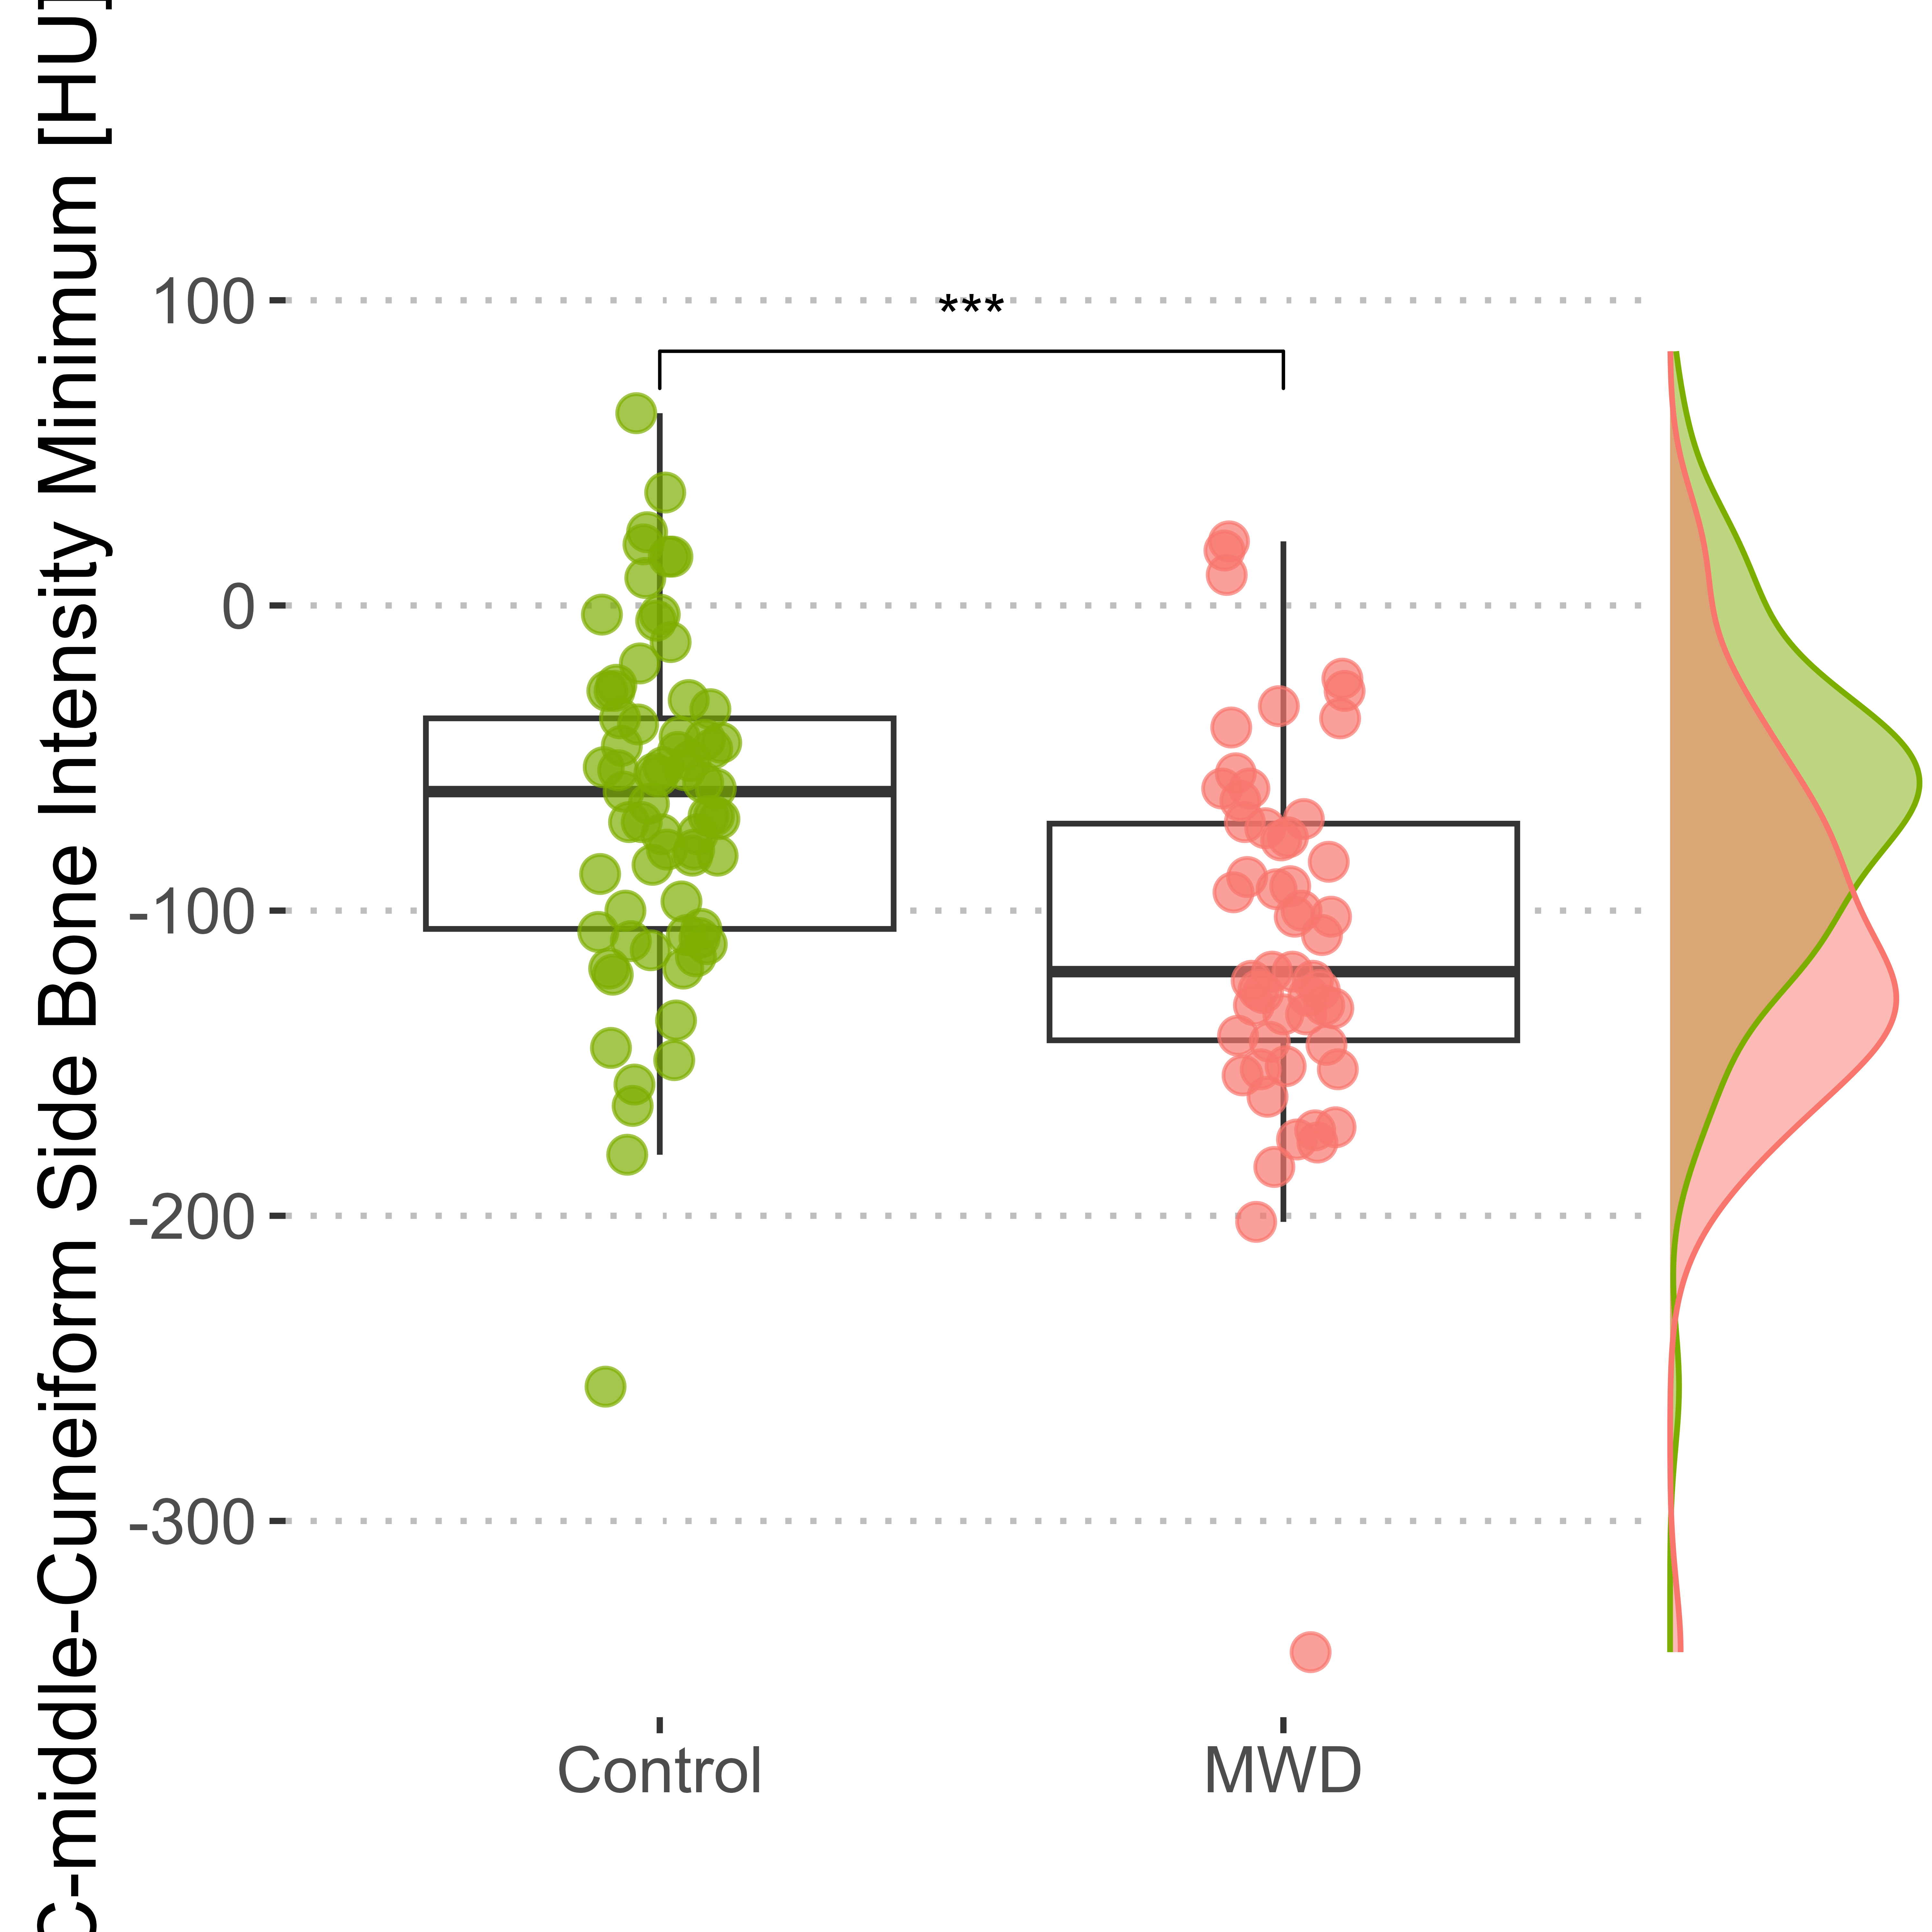 C-middle-Cuneiform Side Bone Intensity Minimum [HU]
100
0
-100
-200
-300
***
Control
MWD